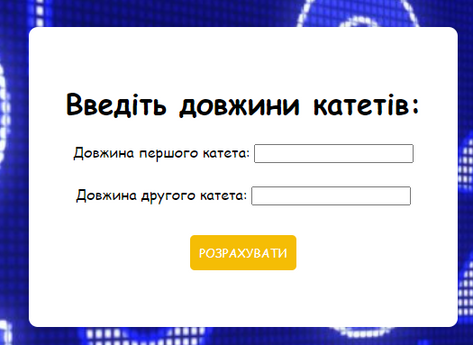 Введіть довжини катетів:
Довжина першого катета:
Довжина другого катета:
РОЗРАХУВАТИ